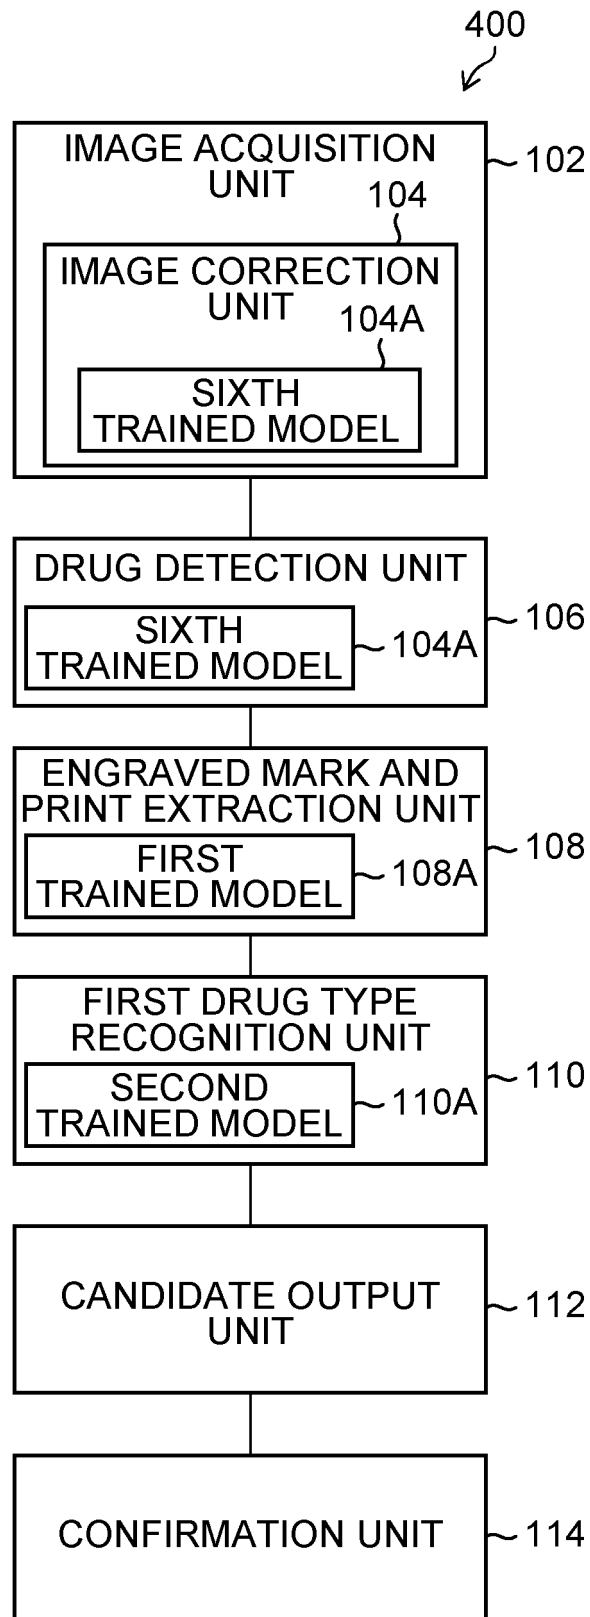 400
IMAGE ACQUISITION
UNIT
102
104
IMAGE CORRECTION
UNIT
104A
SIXTH
TRAINED MODEL
DRUG DETECTION UNIT
106
SIXTH
TRAINED MODEL
104A
ENGRAVED MARK AND
PRINT EXTRACTION UNIT
108
FIRST
TRAINED MODEL
108A
FIRST DRUG TYPE
RECOGNITION UNIT
110
SECOND
TRAINED MODEL
110A
CANDIDATE OUTPUT
UNIT
112
CONFIRMATION UNIT
114